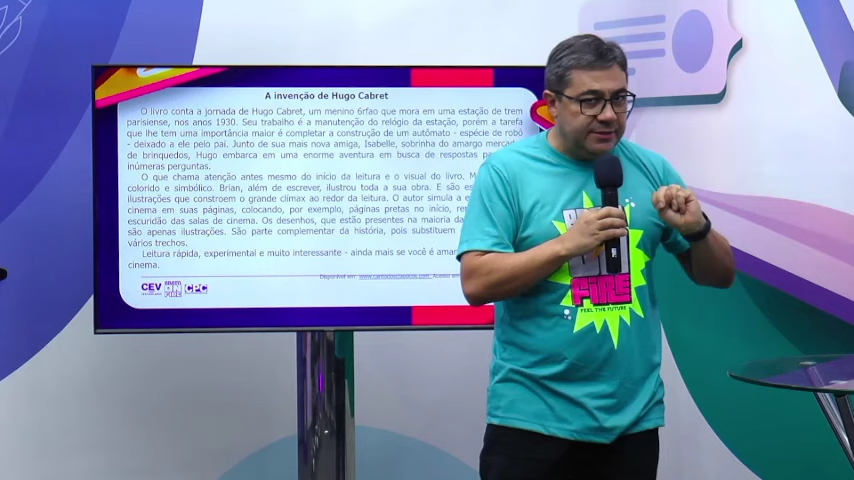 A invenção de Hugo Cabret
O livro conta a jornada de Hugo Cabret, um menino 6rfao que mora em uma estação de trem
parisiense, nos anos 1930. Seu trabalho é a manutenção do relógio da estação, porém a tarefa
que lhe tem uma importância maior é completar a construção de um autômato - espécie de robô
- deixado a ele pelo pai. Junto de sua mais nova amiga, Isabelle, sobrinha do amargo
de brinquedos, Hugo embarca em uma enorme aventura em busca de respostas
inúmeras perguntas.
O que chama atenção antes mesmo do início da leitura e o visual do livro.
colorido e simbólico. Brian, além de escrever, ilustrou toda a sua obra. E são
ilustrações que constroem o grande clímax ao redor da leitura. O autor simula a
cinema em suas páginas, colocando, por exemplo, páginas pretas no início,
escuridão das salas de cinema. Os desenhos, que estão presentes na maioria
são apenas ilustrações. São parte complementar da história, pois substituem
vários trechos.
Leitura rápida, experimental e muito interessante - ainda mais se você é
cinema.
Disponível em: Acesso
CEV
ON
FIRE
CPC
ON
FIRE
FEEL THE FUTURE